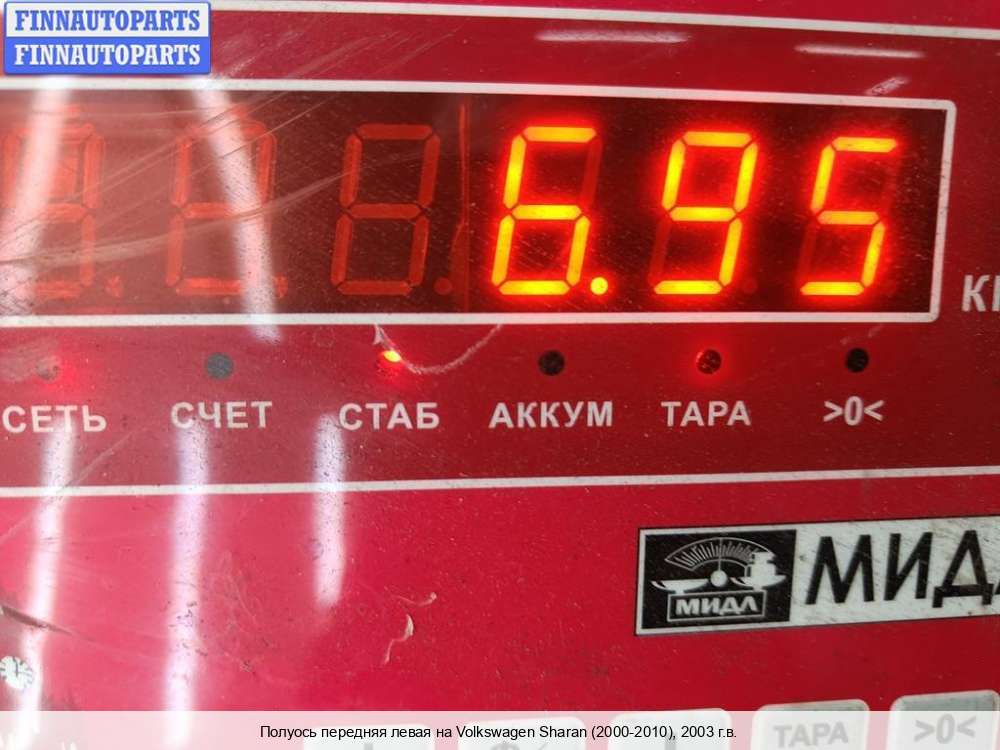 FINNAUTOPARTS
FINNAUTOPARTS
6.95
СЕТЬ СЧЕТ СТАБ АККУМ ТАРА >0<
МИДЛ
ТАРА >0<
Полуось передняя левая на Volkswagen Sharan (2000-2010), 2003 г.в.